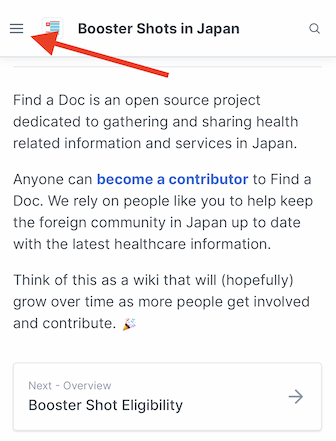 Booster Shots in Japan
Find a Doc is an open source project
dedicated to gathering and sharing health
related information and services in Japan.
Anyone can become a contributor to Find a
Doc. We rely on people like you to help keep
the foreign community in Japan up to date
with the latest healthcare information.
Think of this as a wiki that will (hopefully)
grow over time as more people get involved
and contribute. 🎉
Next - Overview
Booster Shot Eligibility